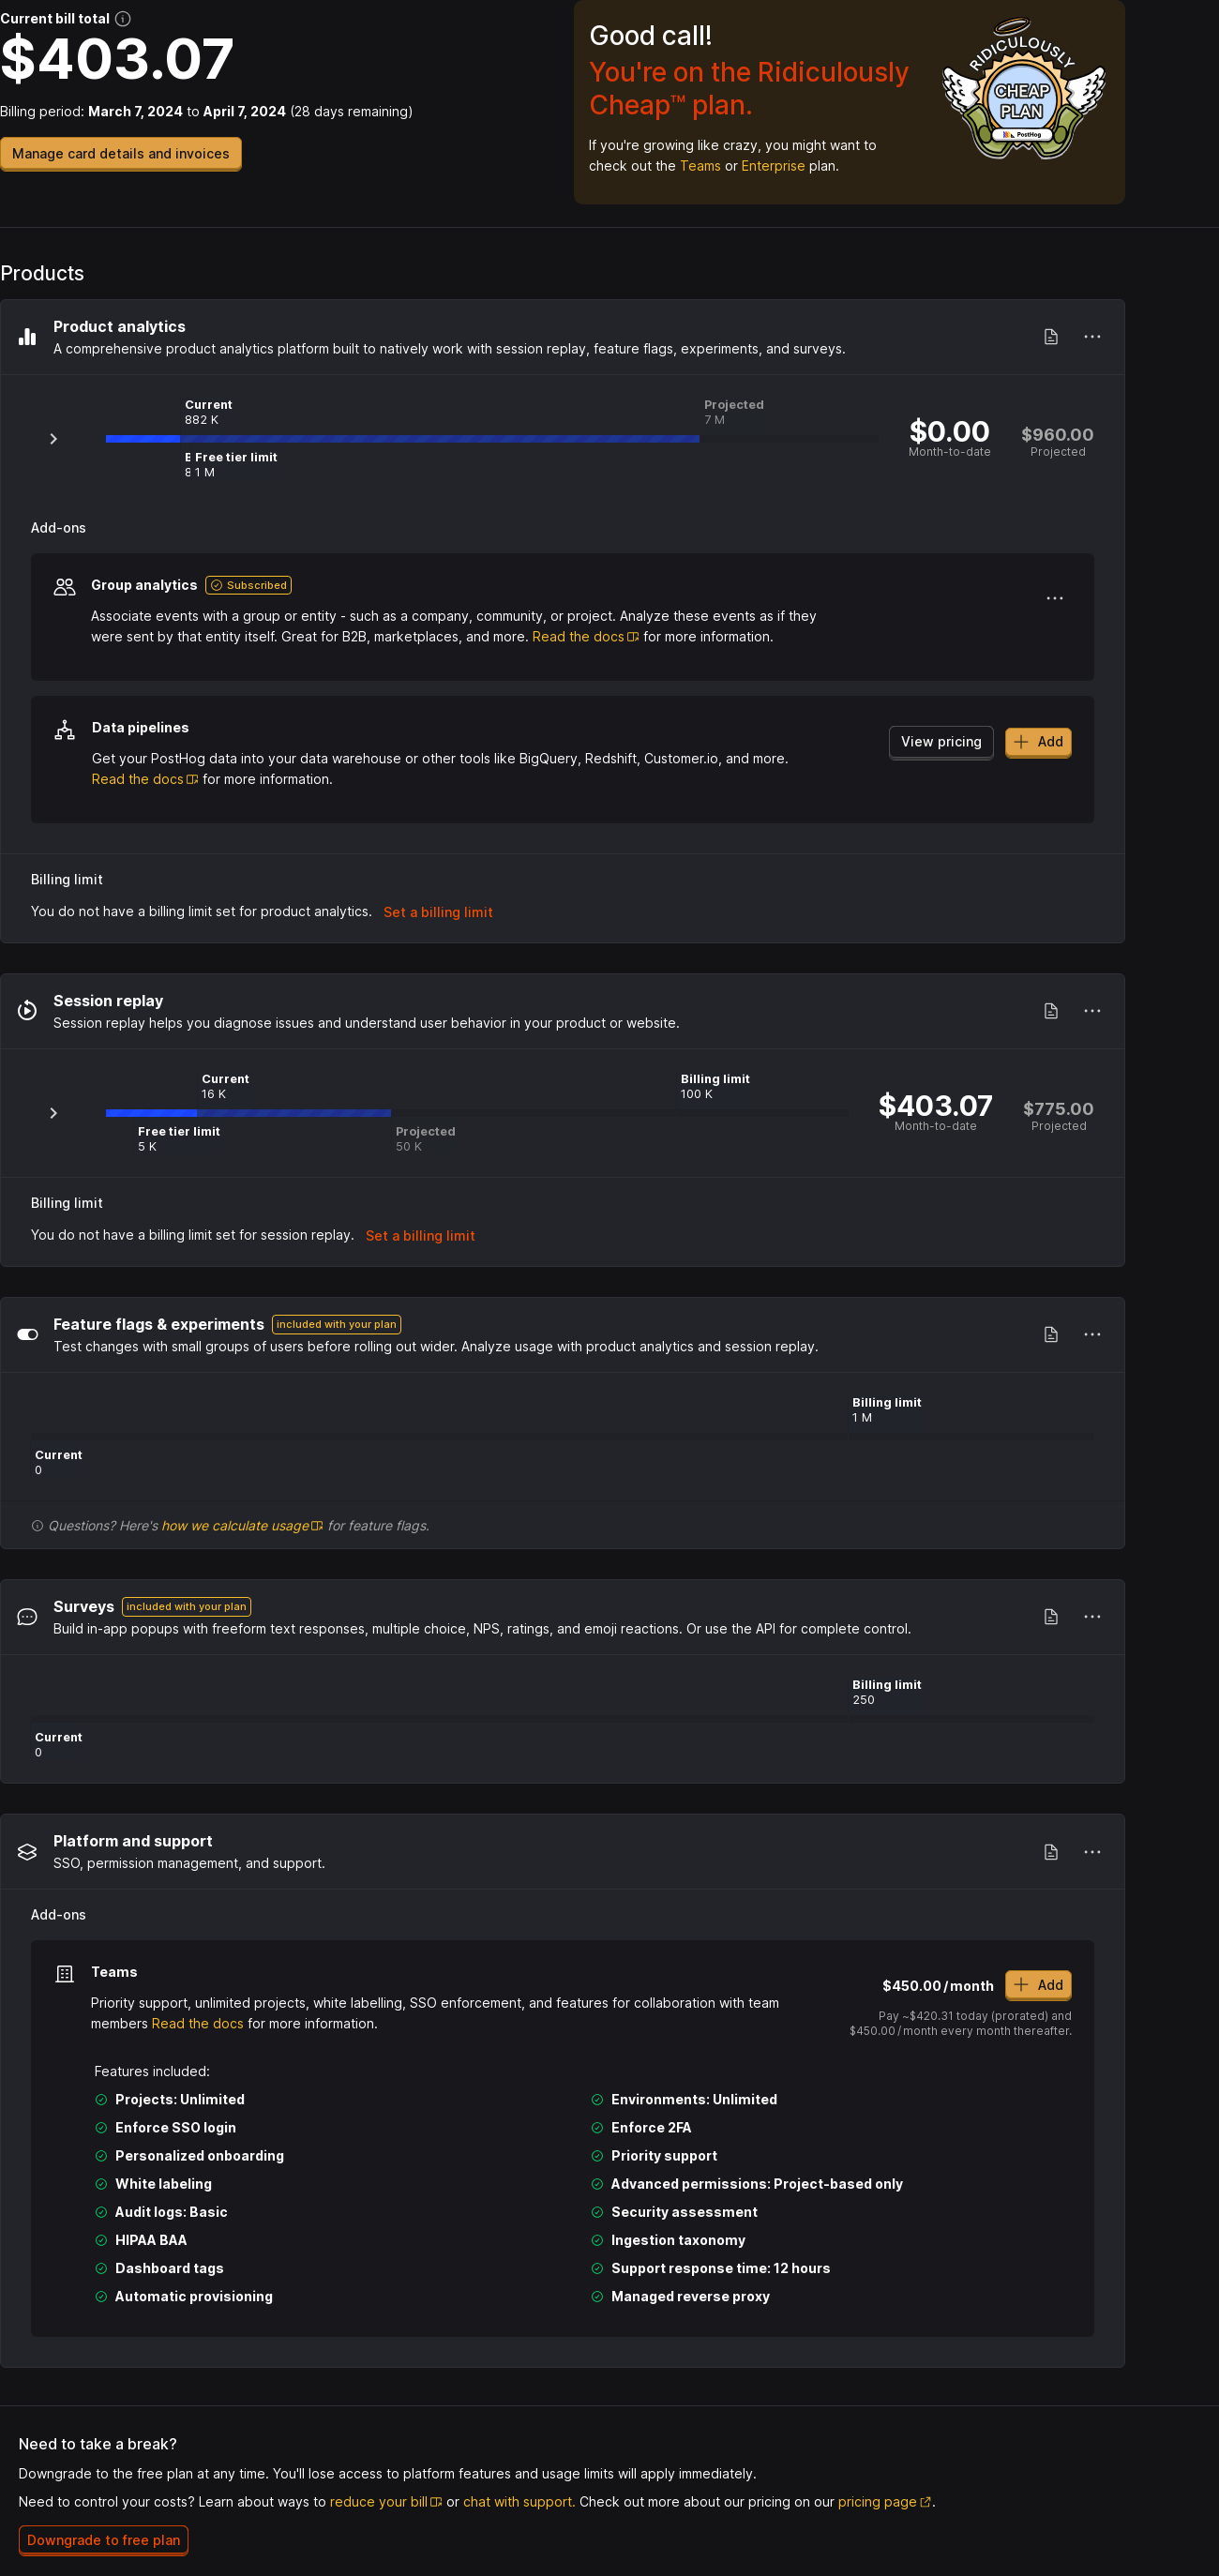 Current bill total
$403.07
Billing period: March 7, 2024 to April 7, 2024 (28 days remaining)
Manage card details and invoices
Good call!
You're on the Ridiculously
Cheap™ plan.
If you're growing like crazy, you might want to
check out the Teams or Enterprise plan.
RIDICULOUSLY
CHEAP
PLAN
PostHog
Products
Product analytics
A comprehensive product analytics platform built to natively work with session replay, feature flags, experiments, and surveys.
Current
882 K
Projected
7 M
Free tier limit
1 M
$0.00
Month-to-date
$960.00
Projected
Add-ons
Group analytics Subscribed
Associate events with a group or entity - such as a company, community, or project. Analyze these events as if they
were sent by that entity itself. Great for B2B, marketplaces, and more. Read the docs for more information.
Data pipelines
Get your PostHog data into your data warehouse or other tools like BigQuery, Redshift, Customer.io, and more.
Read the docs for more information.
View pricing
Add
Billing limit
You do not have a billing limit set for product analytics. Set a billing limit
Session replay
Session replay helps you diagnose issues and understand user behavior in your product or website.
Current
16 K
Billing limit
100 K
Free tier limit
5 K
Projected
50 K
$403.07
Month-to-date
$775.00
Projected
Billing limit
You do not have a billing limit set for session replay. Set a billing limit
Feature flags & experiments included with your plan
Test changes with small groups of users before rolling out wider. Analyze usage with product analytics and session replay.
Billing limit
1 M
Current
0
Questions? Here's how we calculate usage for feature flags.
Surveys included with your plan
Build in-app popups with freeform text responses, multiple choice, NPS, ratings, and emoji reactions. Or use the API for complete control.
Billing limit
250
Current
0
Platform and support
SSO, permission management, and support.
Add-ons
Teams
Priority support, unlimited projects, white labelling, SSO enforcement, and features for collaboration with team
members Read the docs for more information.
$450.00/month
Add
Pay ~$420.31 today (prorated) and
$450.00/month every month thereafter.
Features included:
Projects: Unlimited
Environments: Unlimited
Enforce SSO login
Enforce 2FA
Personalized onboarding
Priority support
White labeling
Advanced permissions: Project-based only
Audit logs: Basic
Security assessment
HIPAA BAA
Ingestion taxonomy
Dashboard tags
Support response time: 12 hours
Automatic provisioning
Managed reverse proxy
Need to take a break?
Downgrade to the free plan at any time. You'll lose access to platform features and usage limits will apply immediately.
Need to control your costs? Learn about ways to reduce your bill or chat with support. Check out more about our pricing on our pricing page.
Downgrade to free plan